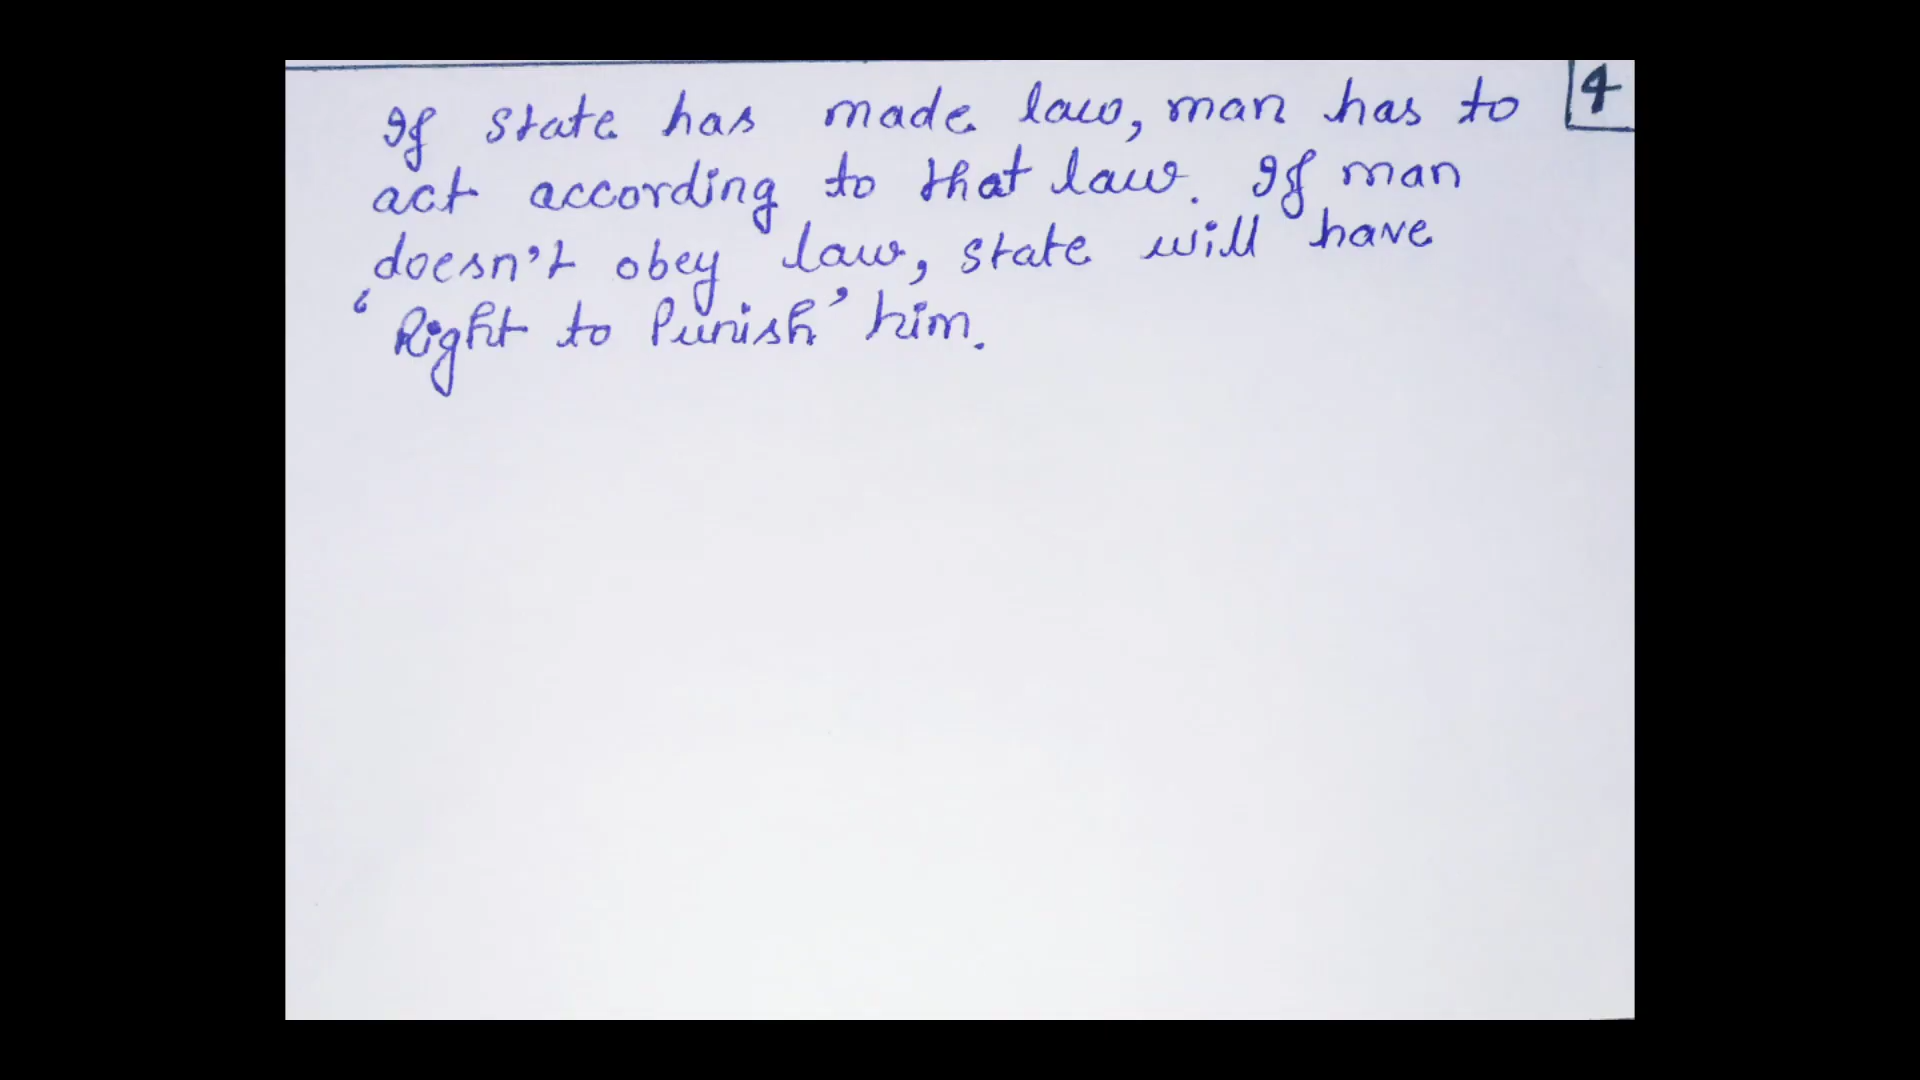 4
If state has made law, man has to
act according to that law. If man
doesn't obey law, state will have
'Right to Punish' him.